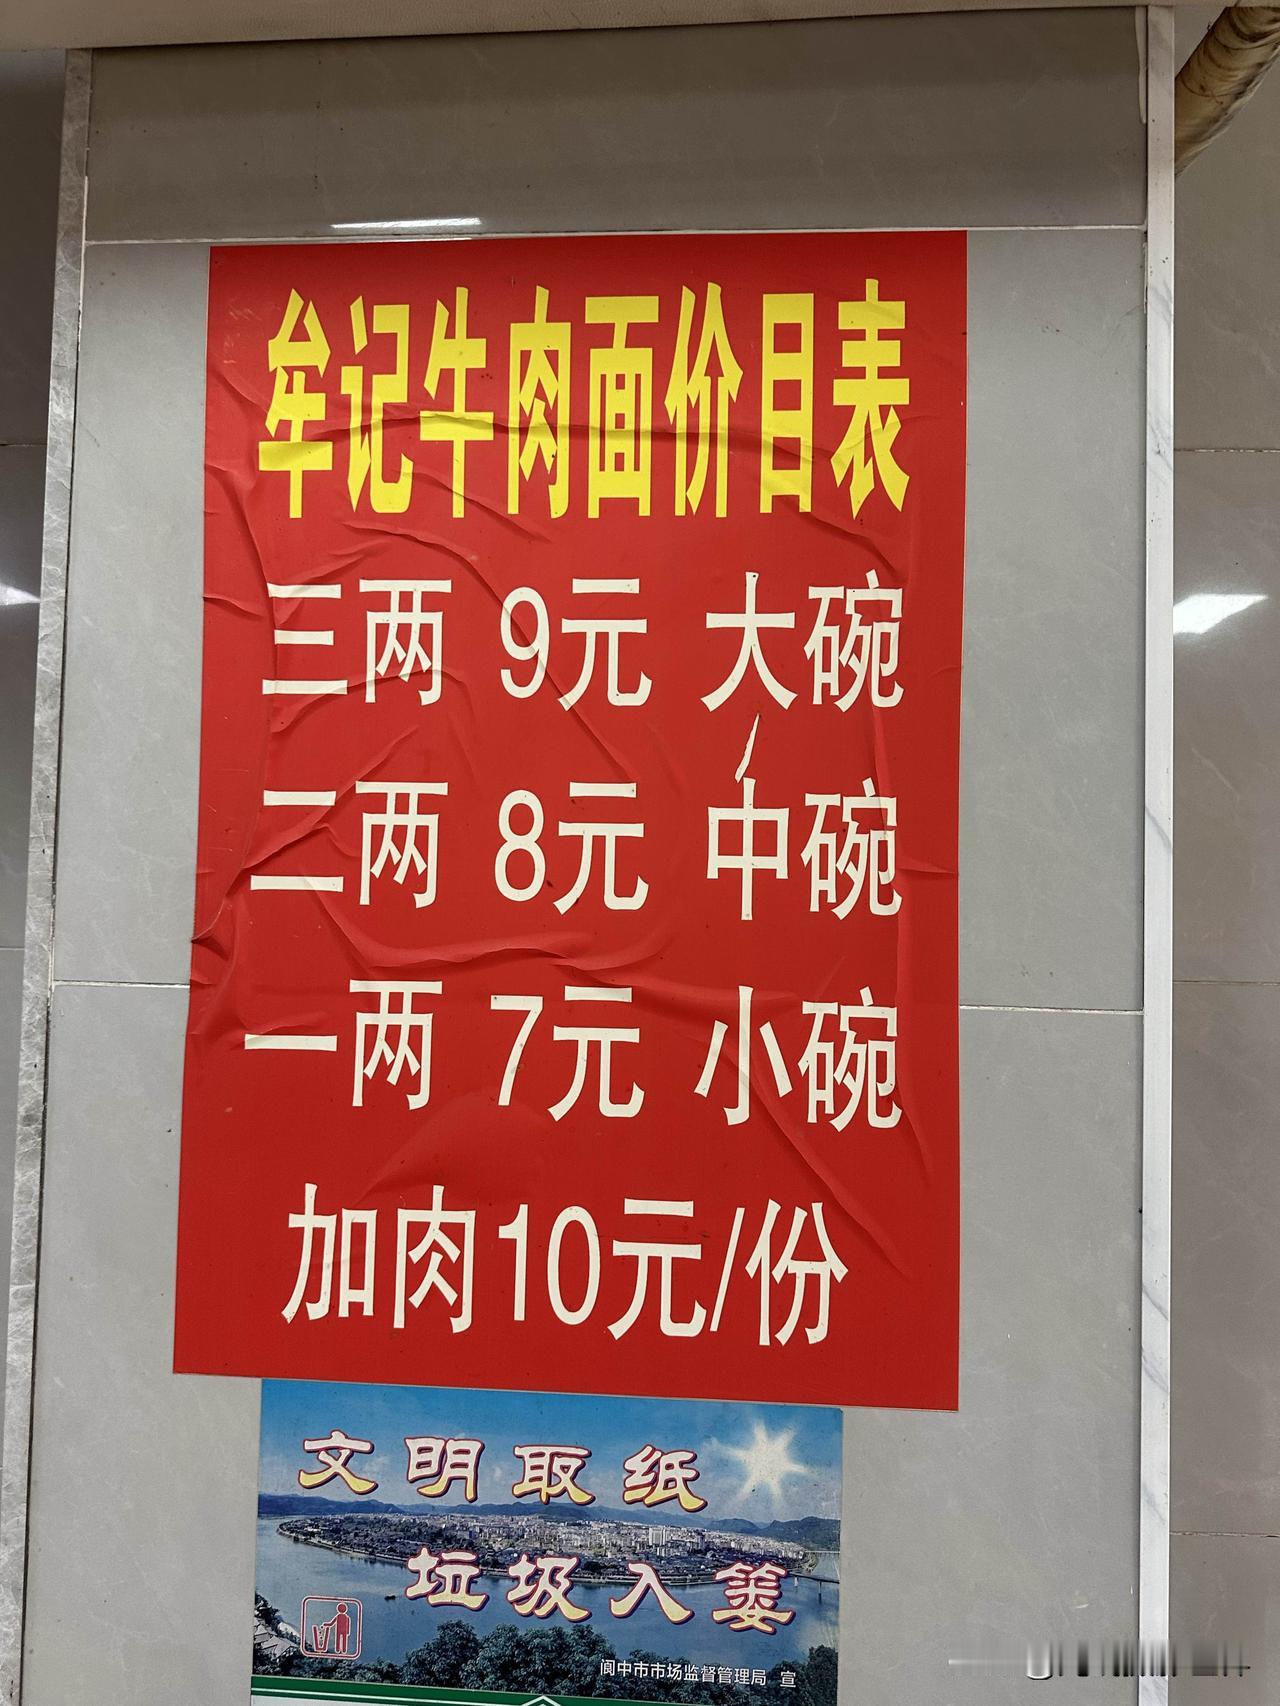 牟记牛肉面价目表
三两 9元 大碗
二两 8元 中碗
一两 7元 小碗
加肉10元/份
文明取纸
垃圾入篓
阆中市市场监督管理局 宣